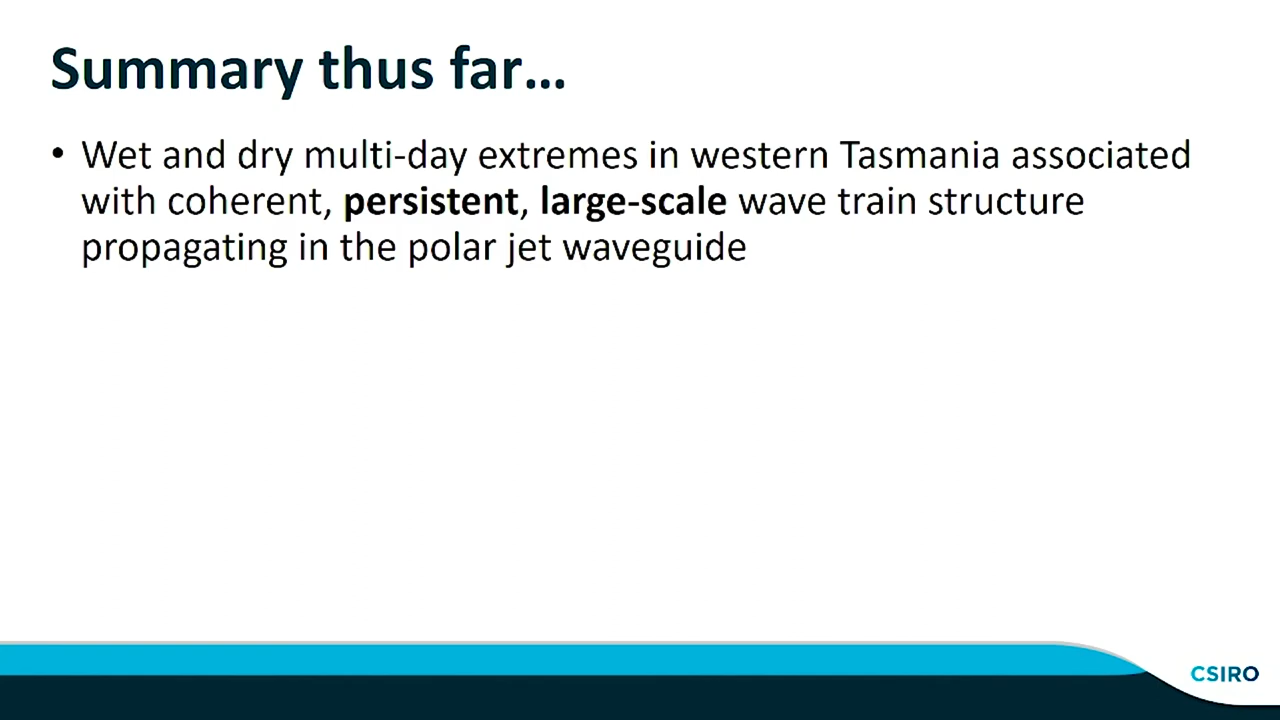 Summary thus far...
• Wet and dry multi-day extremes in western Tasmania associated
with coherent, persistent, large-scale wave train structure
propagating in the polar jet waveguide
CSIRO